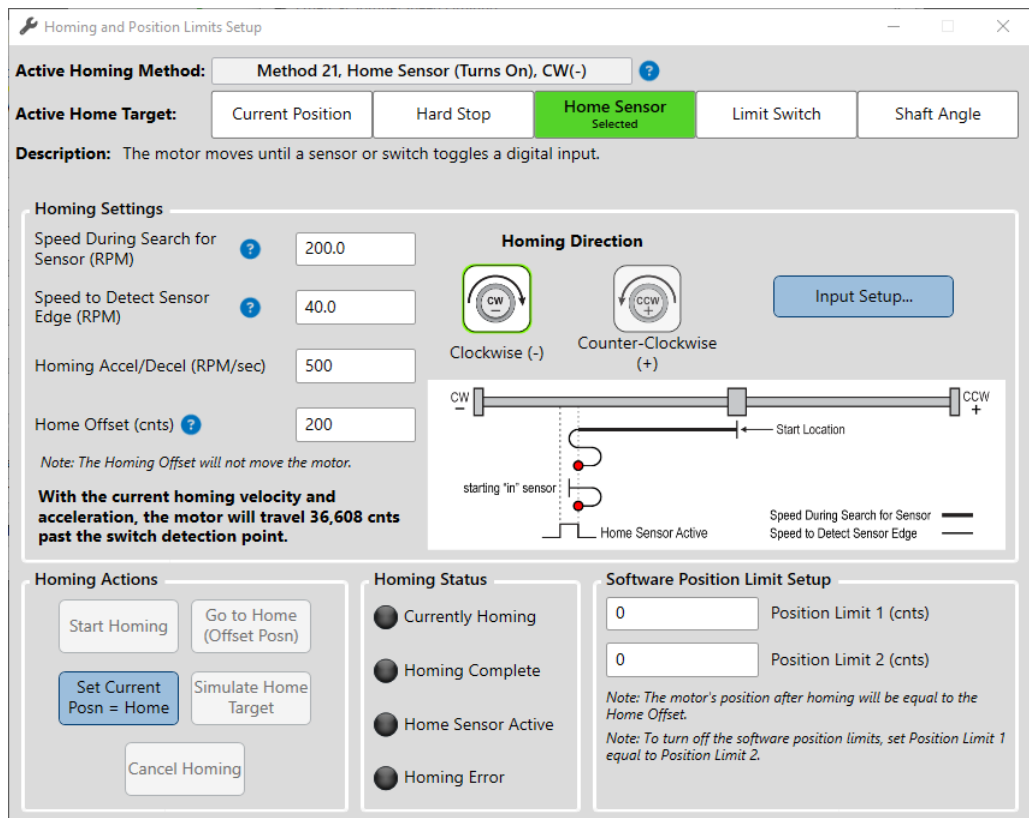 Homing and Position Limits Setup
Active Homing Method:
Method 21, Home Sensor (Turns On), CW(-)
?
Active Home Target:
Current Position
Hard Stop
Home Sensor
Selected
Limit Switch
Shaft Angle
Description: The motor moves until a sensor or switch toggles a digital input.
Homing Settings
Speed During Search for
Sensor (RPM)
?
200.0
Speed to Detect Sensor
Edge (RPM)
?
40.0
Homing Accel/Decel (RPM/sec)
500
Home Offset (cnts)
?
200
Note: The Homing Offset will not move the motor.
With the current homing velocity and
acceleration, the motor will travel 36,608 cnts
past the switch detection point.
Homing Direction
CW
−
Clockwise (-)
CCW
+
Counter-Clockwise
(+)
Input Setup...
CW
−
CCW
+
Start Location
starting "in" sensor
Home Sensor Active
Speed During Search for Sensor
Speed to Detect Sensor Edge
Homing Actions
Start Homing
Go to Home
(Offset Posn)
Set Current
Posn = Home
Simulate Home
Target
Cancel Homing
Homing Status
Currently Homing
Homing Complete
Home Sensor Active
Homing Error
Software Position Limit Setup
0
Position Limit 1 (cnts)
0
Position Limit 2 (cnts)
Note: The motor's position after homing will be equal to the
Home Offset.
Note: To turn off the software position limits, set Position Limit 1
equal to Position Limit 2.